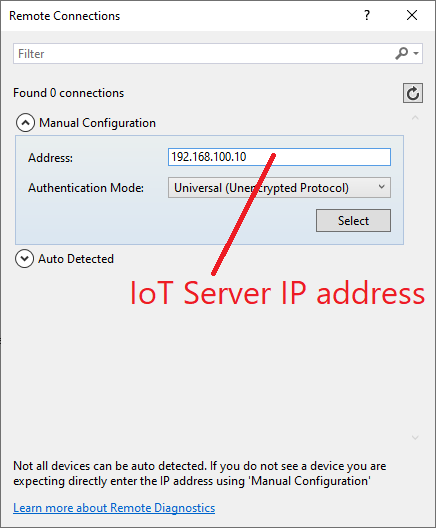 Remote Connections
Filter
Found 0 connections
Manual Configuration
Address: 192.168.100.10
Authentication Mode: Universal (Unencrypted Protocol)
Select
Auto Detected
IoT Server IP address
Not all devices can be auto detected. If you do not see a device you are
expecting directly enter the IP address using 'Manual Configuration'
Learn more about Remote Diagnostics